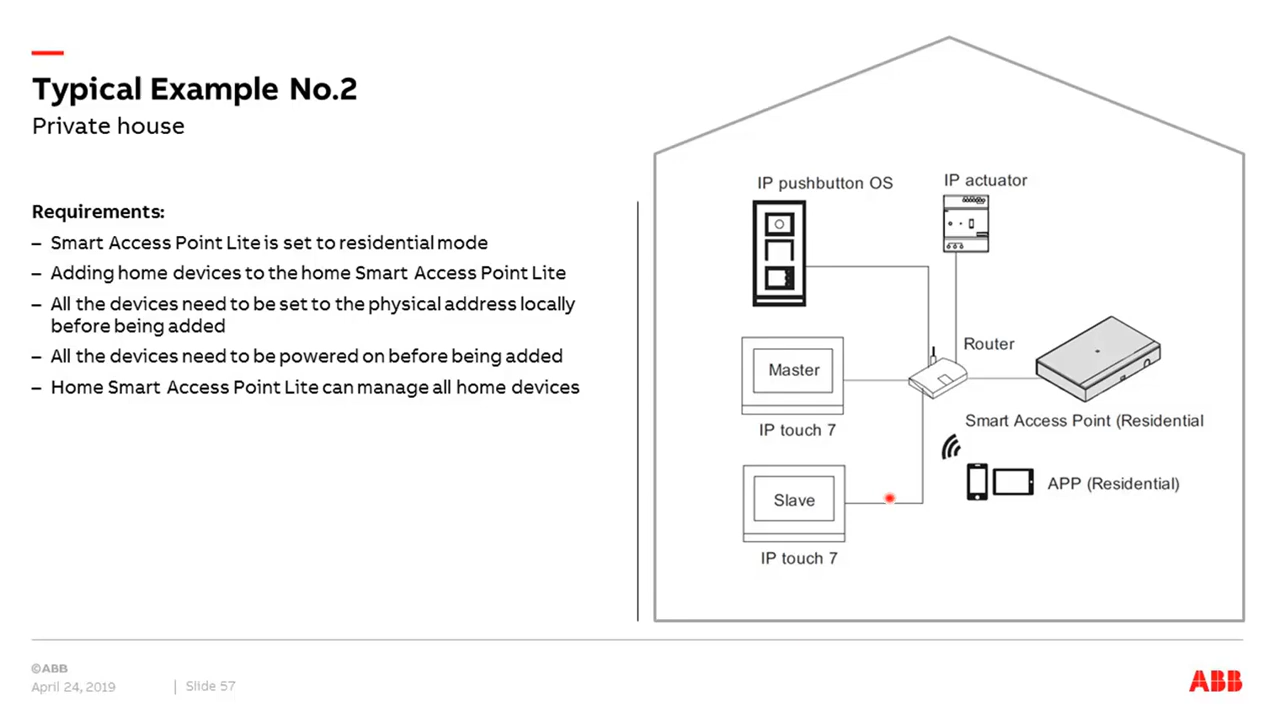 Typical Example No.2
Private house
Requirements:
– Smart Access Point Lite is set to residential mode
– Adding home devices to the home Smart Access Point Lite
– All the devices need to be set to the physical address locally
before being added
– All the devices need to be powered on before being added
– Home Smart Access Point Lite can manage all home devices
IP pushbutton OS
IP actuator
Router
Master
IP touch 7
Smart Access Point (Residential
APP (Residential)
Slave
IP touch 7
©ABB
April 24, 2019
Slide 57
ABB